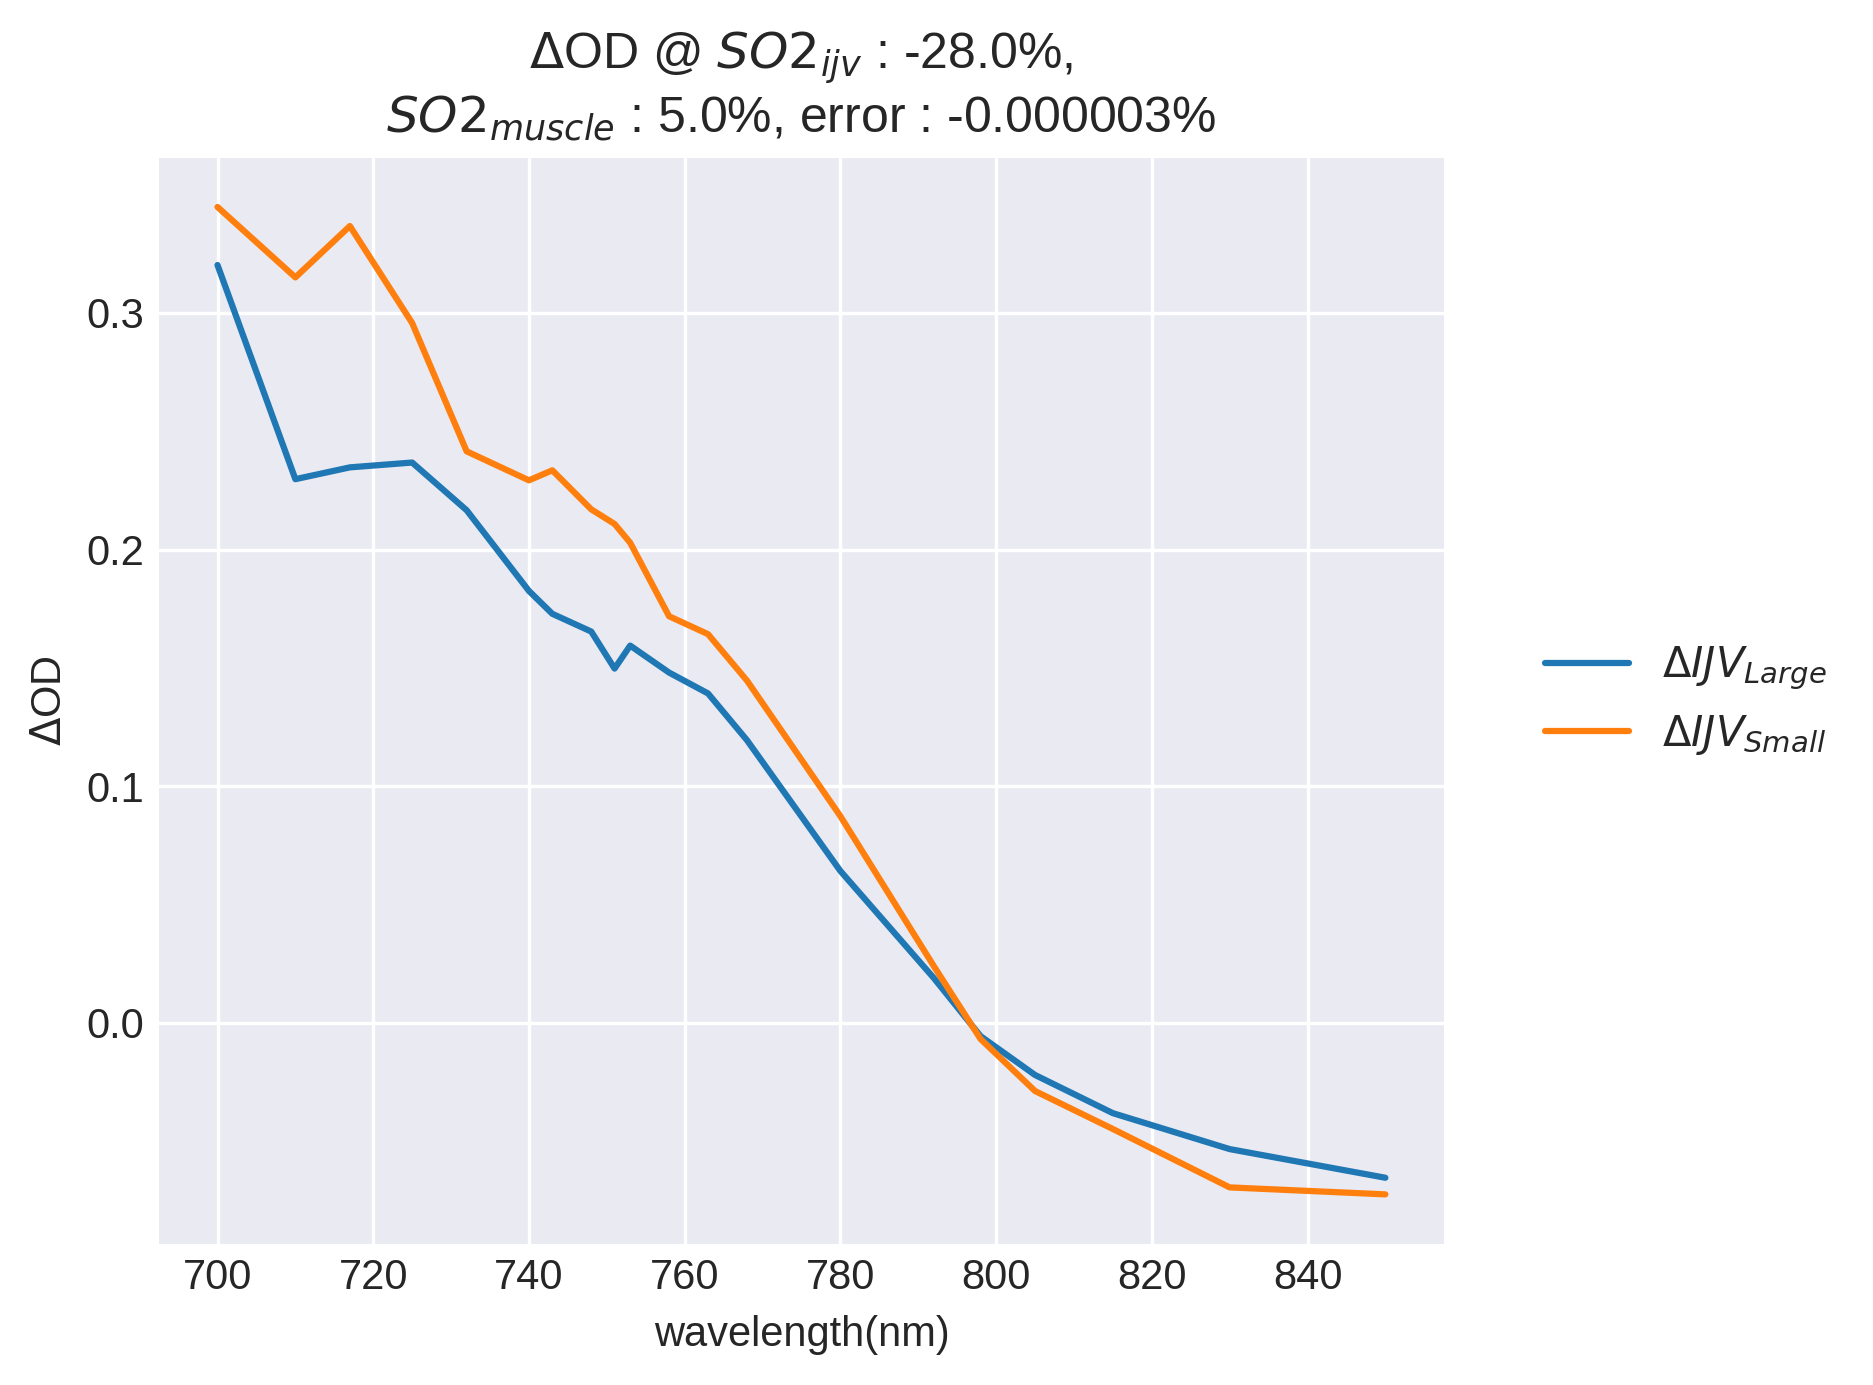 ΔOD @ SO2ijv : -28.0%,
SO2muscle : 5.0%, error : -0.000003%
0.3
0.2
0.1
0.0
ΔOD
700 720 740 760 780 800 820 840
wavelength(nm)
ΔIJVLarge
ΔIJVSmall